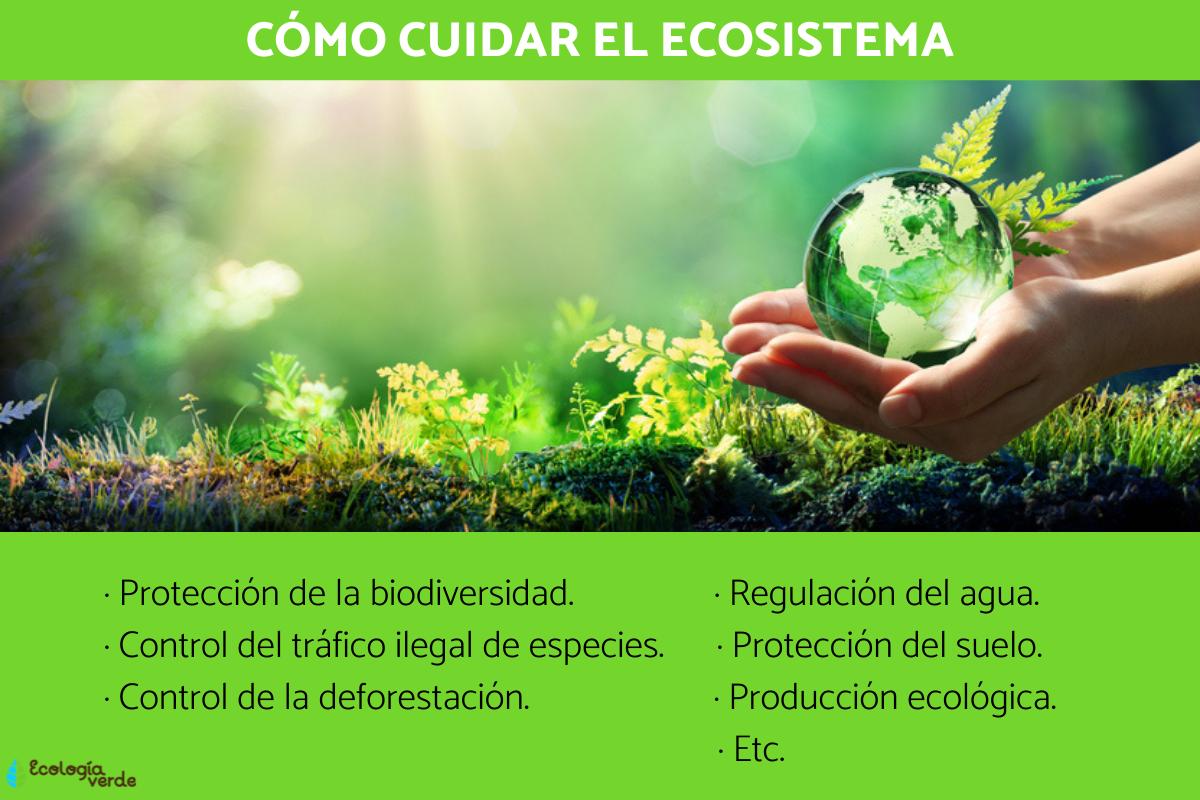 CÓMO CUIDAR EL ECOSISTEMA
· Protección de la biodiversidad.
· Control del tráfico ilegal de especies.
· Control de la deforestación.
· Regulación del agua.
· Protección del suelo.
· Producción ecológica.
· Etc.
Ecología
verde